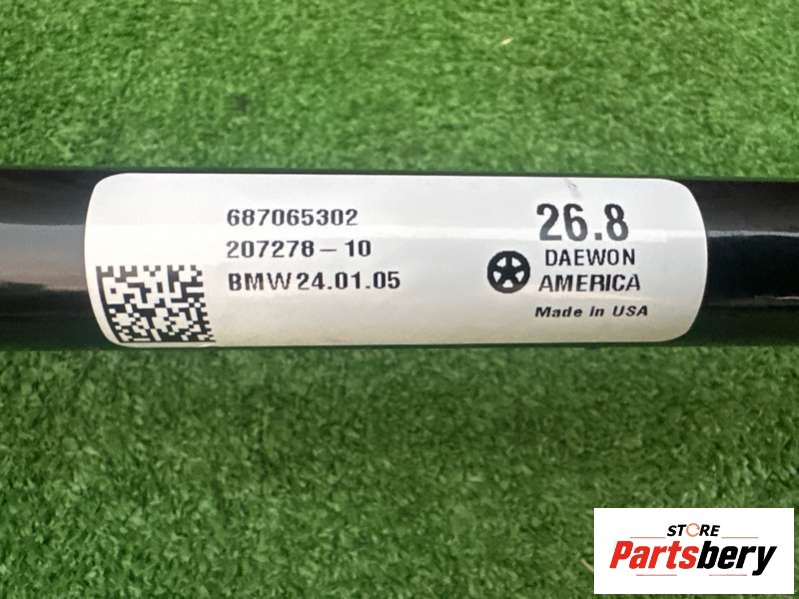 687065302
207278-10
BMW 24.01.05
26.8
DAEWON
AMERICA
Made in USA
STORE
Partsbery